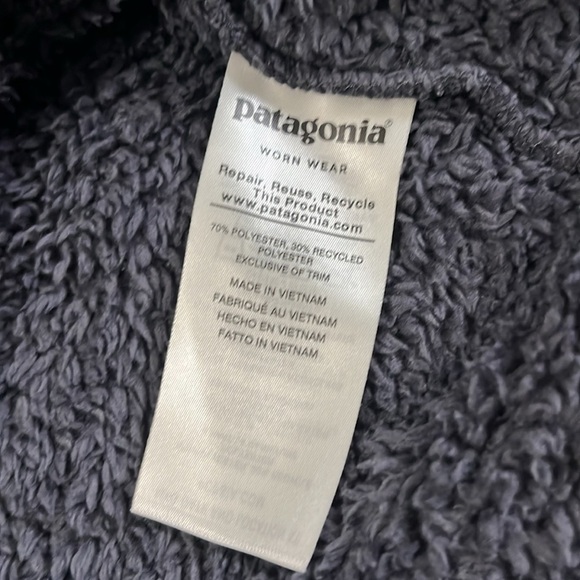 patagonia®
WORN WEAR
Repair, Reuse, Recycle
This Product
www.patagonia.com
70% POLYESTER, 30% RECYCLED
POLYESTER
EXCLUSIVE OF TRIM
MADE IN VIETNAM
FABRIQUÉ AU VIETNAM
HECHO EN VIETNAM
FATTO IN VIETNAM